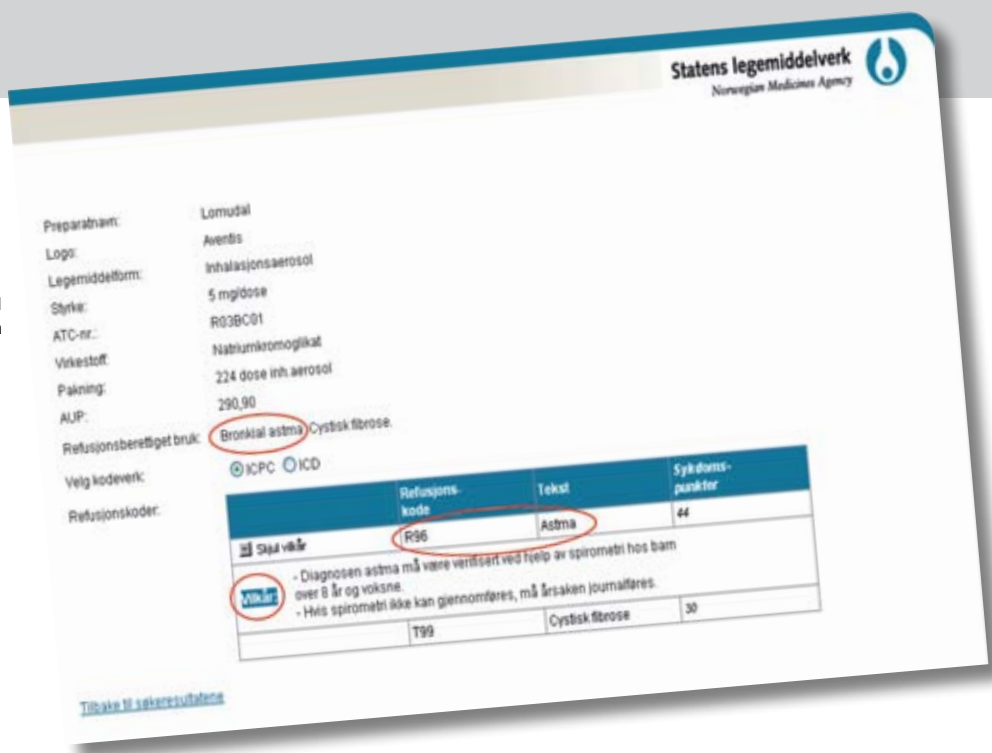 Statens legemiddelverk
Norwegian Medicines Agency
Preparatnavn: Lomudal
Logo: Aventis
Legemiddelform: Inhalasjonsaerosol
Styrke: 5 mg/dose
ATC-nr.: R03BC01
Virkestoff: Natriumkromoglikat
Pakning: 224 dose inh.aerosol
AUP: 290,90
Refusjonsberettiget bruk: Bronkial astma. Cystisk fibrose.
Velg kodeverk: ICPC ICD
Refusjonskoder:
Refusjons-kode Tekst Sykdoms-punkter
Skjul vilkår R96 Astma 44
Vilkår: - Diagnosen astma må være verifisert ved hjelp av spirometri hos barn
over 8 år og voksne.
- Hvis spirometri ikke kan gjennomføres, må årsaken journalføres.
T99 Cystisk fibrose 30
Tilbake til søkeresultatene